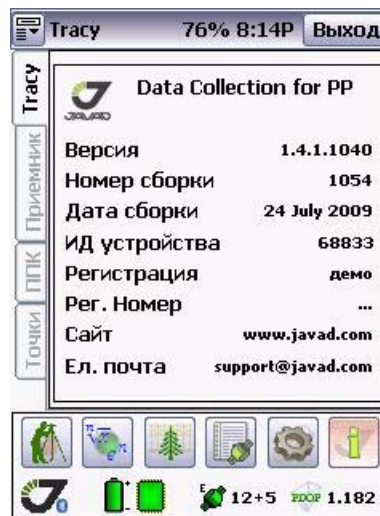 Tracy 76% 8:14P Выход
Tracy
Приемник
ППК
Точки
JAVAD
Data Collection for PP
Версия 1.4.1.1040
Номер сборки 1054
Дата сборки 24 July 2009
ИД устройства 68833
Регистрация демо
Рег. Номер ...
Сайт www.javad.com
Ел. почта support@javad.com
0
E 12+5 PDOP 1.182